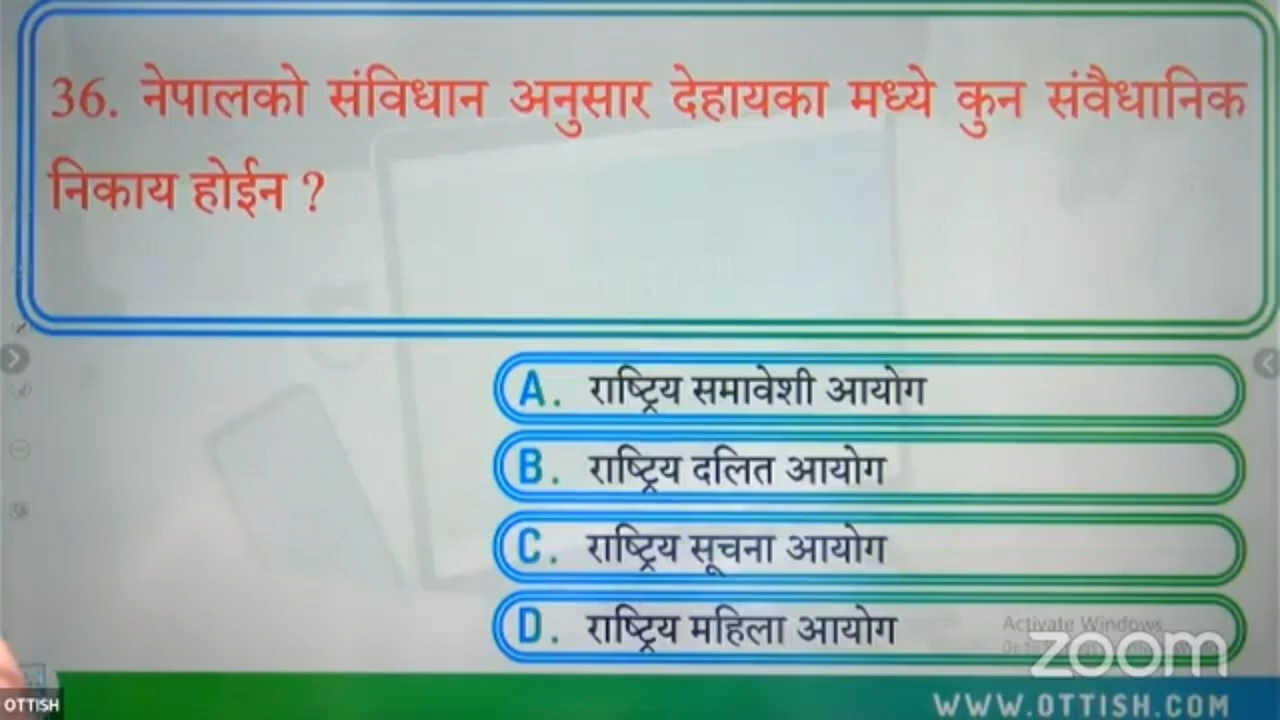 36. नेपालको संविधान अनुसार देहायका मध्ये कुन संवैधानिक
निकाय होईन ?
A. राष्ट्रिय समावेशी आयोग
B. राष्ट्रिय दलित आयोग
C. राष्ट्रिय सूचना आयोग
D. राष्ट्रिय महिला आयोग
Activate Windows
zoom
OTTISH
WWW.OTTISH.COM